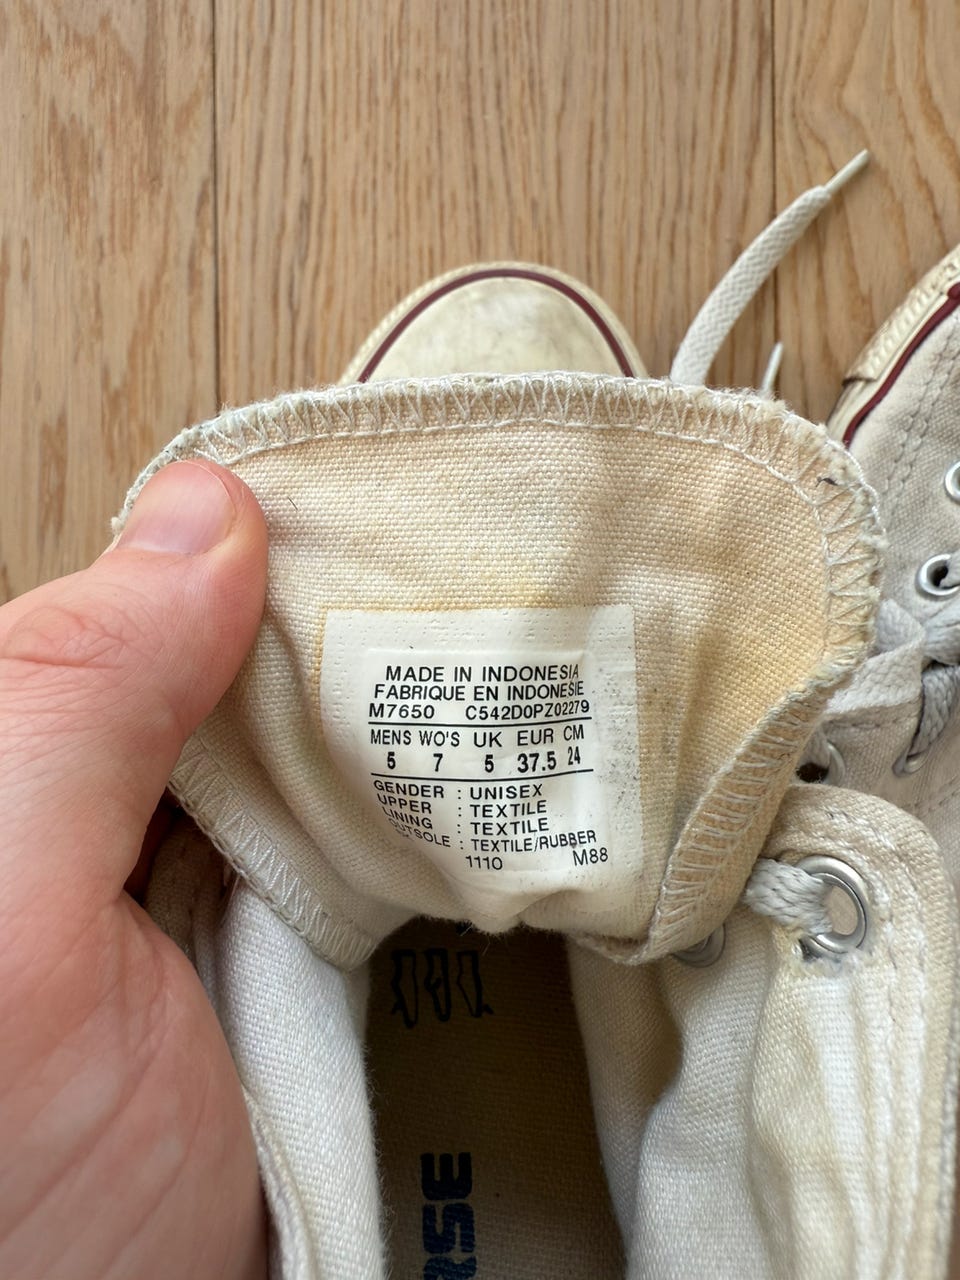 MADE IN INDONESIA
FABRIQUE EN INDONESIE
M7650 C542D0PZ02279
MENS WO'S UK EUR CM
5 7 5 37.5 24
GENDER : UNISEX
UPPER : TEXTILE
LINING : TEXTILE
OUTSOLE : TEXTILE/RUBBER
1110 M88
RSE